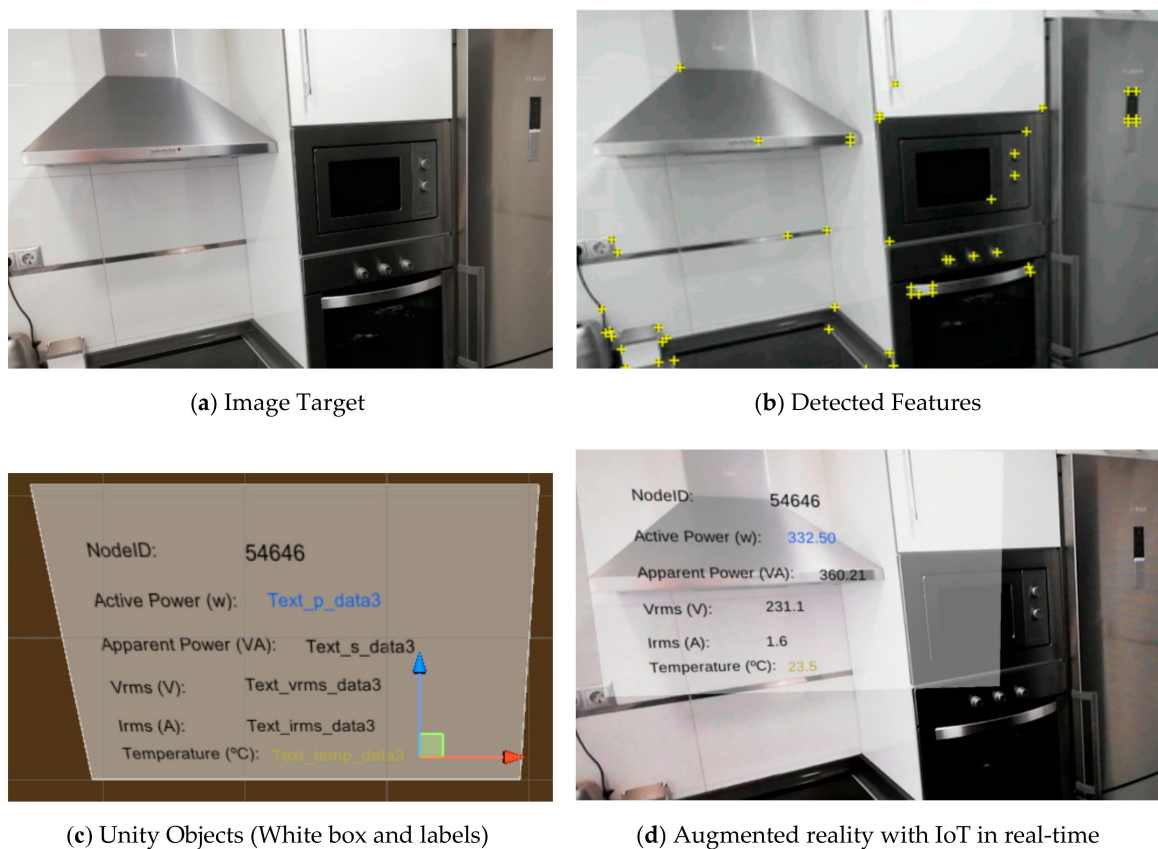 (a) Image Target
(b) Detected Features
NodeID: 54646
Active Power (w): Text_p_data3
Apparent Power (VA): Text_s_data3
Vrms (V): Text_vrms_data3
Irms (A): Text_irms_data3
Temperature (ºC): Text_temp_data3
NodeID: 54646
Active Power (w): 332.50
Apparent Power (VA): 360.21
Vrms (V): 231.1
Irms (A): 1.6
Temperature (ºC): 23.5
(c) Unity Objects (White box and labels)
(d) Augmented reality with IoT in real-time